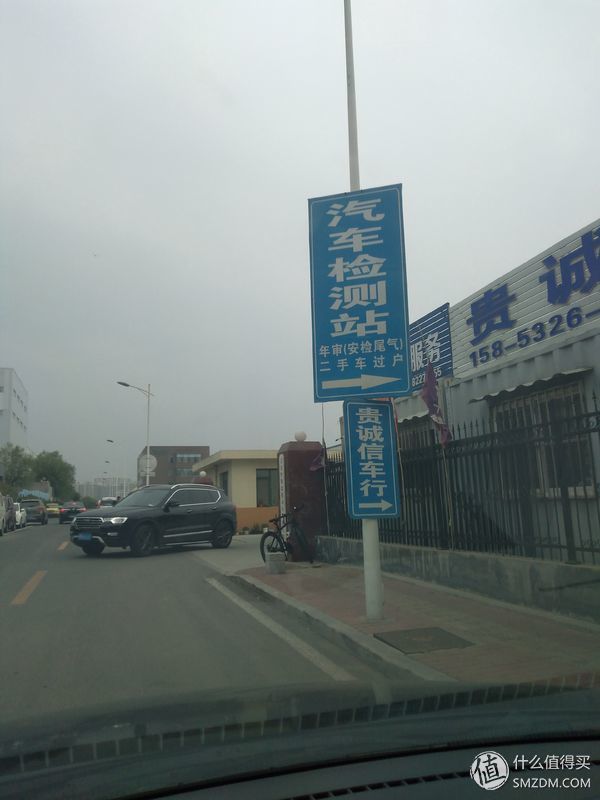 汽车检测站
年审(安检尾气)
二手车过户
贵诚信车行
服务
贵诚
158-5326-
值 什么值得买
SMZDM.COM